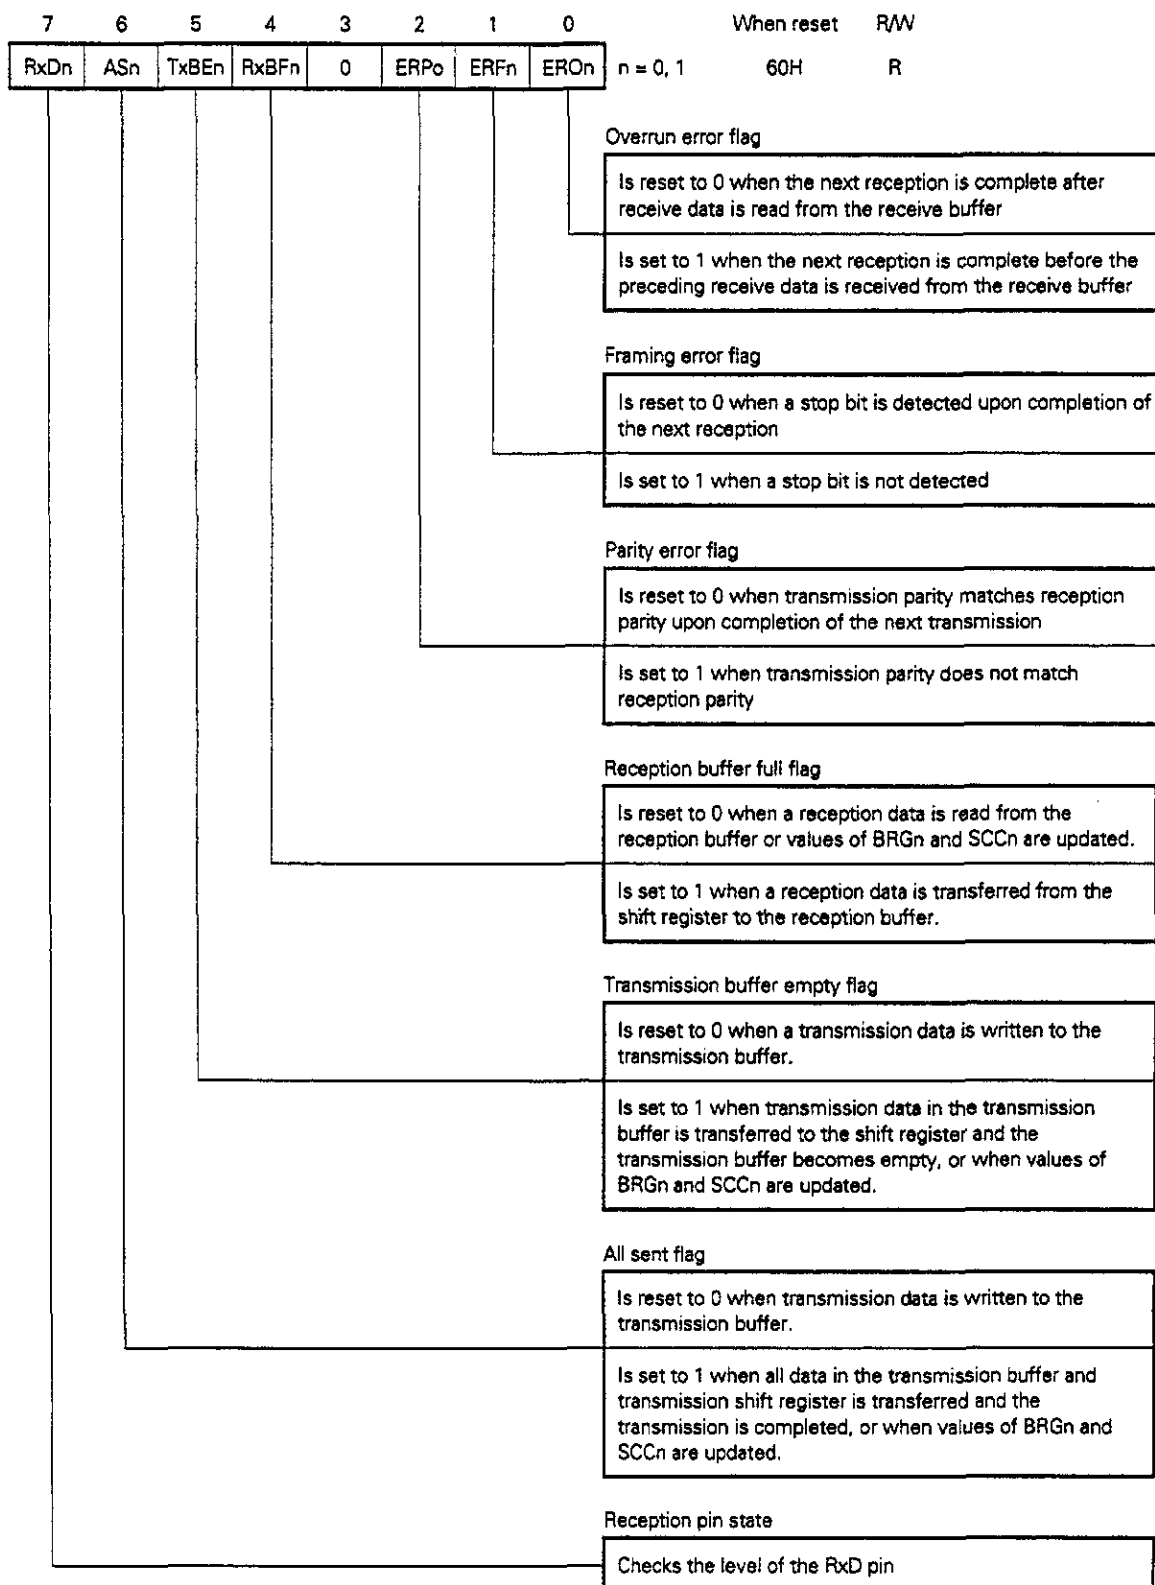 7 6 5 4 3 2 1 0 When reset R/W
RxDn ASn TxBEn RxBFn 0 ERPo ERFn EROn n = 0, 1 60H R
Overrun error flag
Is reset to 0 when the next reception is complete after
receive data is read from the receive buffer
Is set to 1 when the next reception is complete before the
preceding receive data is received from the receive buffer
Framing error flag
Is reset to 0 when a stop bit is detected upon completion of
the next reception
Is set to 1 when a stop bit is not detected
Parity error flag
Is reset to 0 when transmission parity matches reception
parity upon completion of the next transmission
Is set to 1 when transmission parity does not match
reception parity
Reception buffer full flag
Is reset to 0 when a reception data is read from the
reception buffer or values of BRGn and SCCn are updated.
Is set to 1 when a reception data is transferred from the
shift register to the reception buffer.
Transmission buffer empty flag
Is reset to 0 when a transmission data is written to the
transmission buffer.
Is set to 1 when transmission data in the transmission
buffer is transferred to the shift register and the
transmission buffer becomes empty, or when values of
BRGn and SCCn are updated.
All sent flag
Is reset to 0 when transmission data is written to the
transmission buffer.
Is set to 1 when all data in the transmission buffer and
transmission shift register is transferred and the
transmission is completed, or when values of BRGn and
SCCn are updated.
Reception pin state
Checks the level of the RxD pin